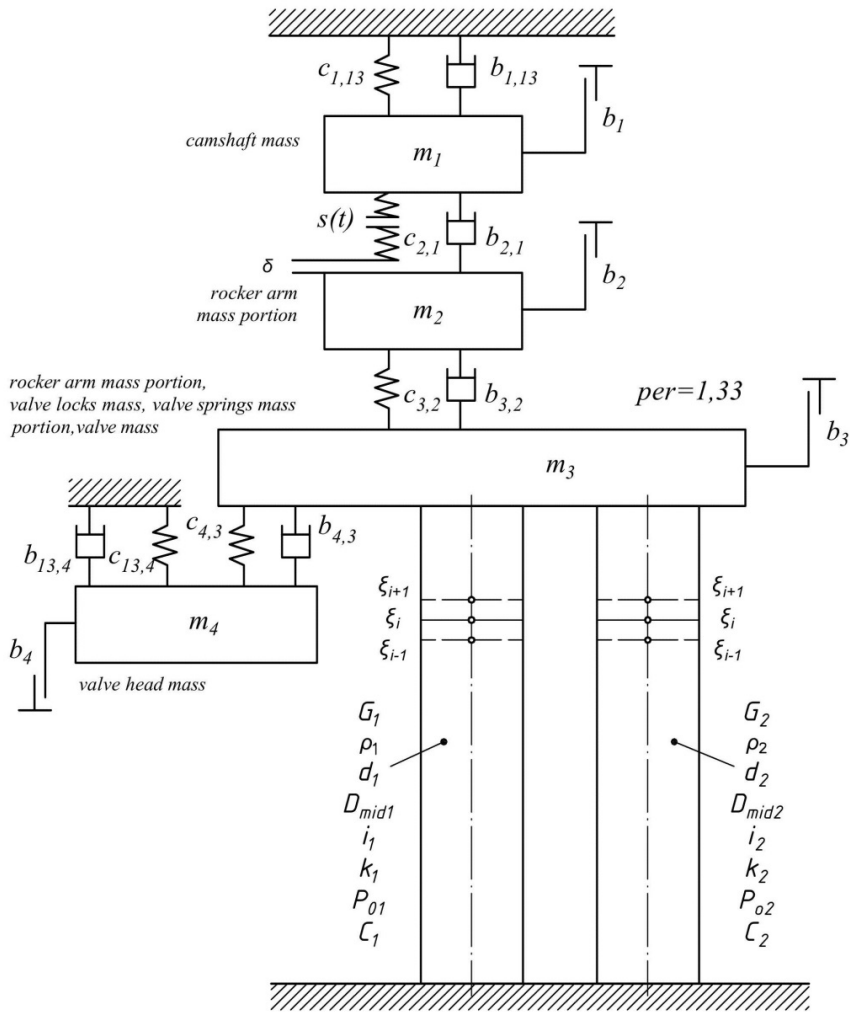 c1,13
b1,13
b1
camshaft mass
m1
s(t)
c2,1
b2,1
δ
b2
rocker arm
mass portion
m2
rocker arm mass portion,
valve locks mass, valve springs mass
portion,valve mass
c3,2
b3,2
per=1,33
b3
m3
b13,4
c13,4
c4,3
b4,3
m4
b4
valve head mass
ξi+1
ξi
ξi-1
ξi+1
ξi
ξi-1
G1
ρ1
d1
Dmid1
i1
k1
P01
C1
G2
ρ2
d2
Dmid2
i2
k2
Po2
C2